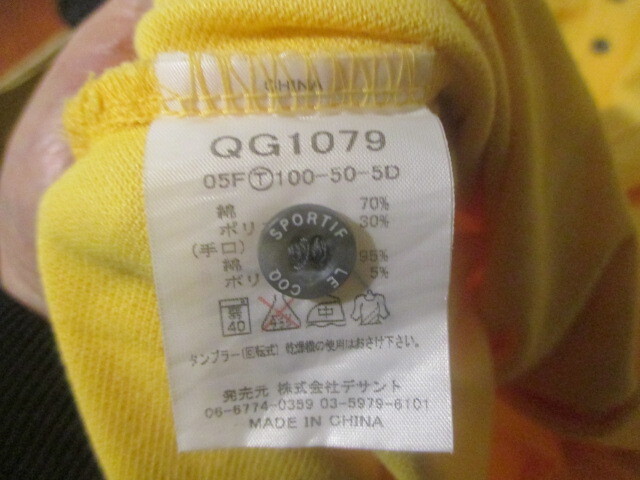 CHINA
QG1079
05F Ⓣ 100-50-5D
綿 70%
ポリ 30%
(手口)
綿 95%
ポリ 5%
SPORTIF
LE COQ
弱 40
タンブラー(回転式)乾燥機の使用はおさけ下さい。
発売元 株式会社デサント
06-6774-0359 03-5979-6101
MADE IN CHINA